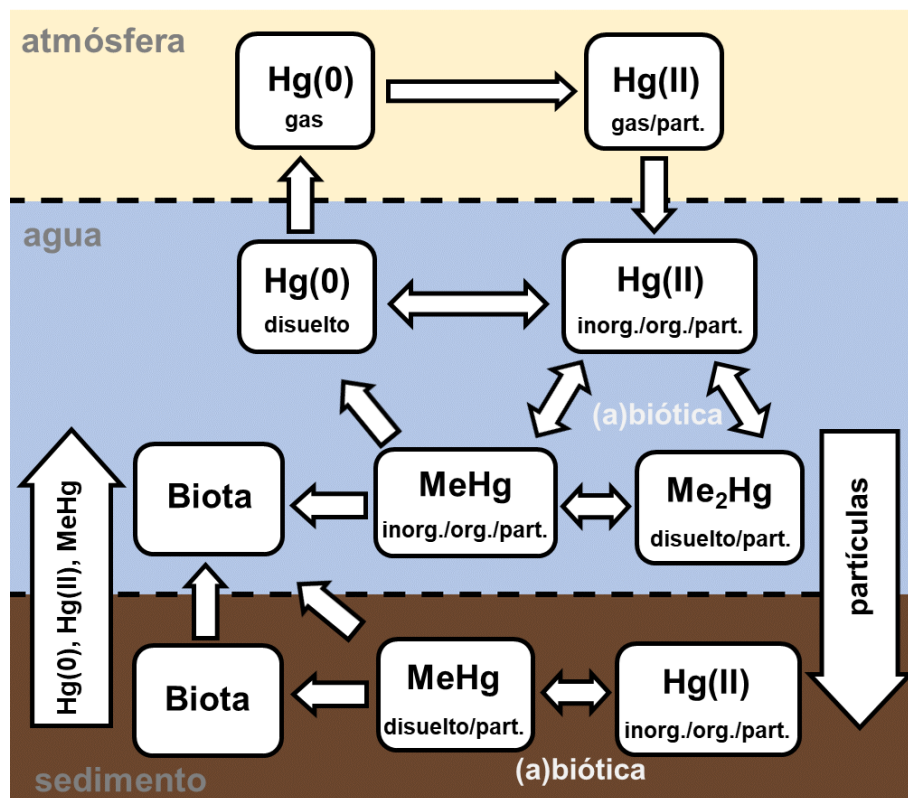 atmósfera
Hg(0)
gas
Hg(II)
gas/part.
agua
Hg(0)
disuelto
Hg(II)
inorg./org./part.
(a)biótica
Biota
MeHg
inorg./org./part.
Me₂Hg
disuelto/part.
Hg(0), Hg(II), MeHg
partículas
Biota
MeHg
disuelto/part.
Hg(II)
inorg./org./part.
(a)biótica
sedimento